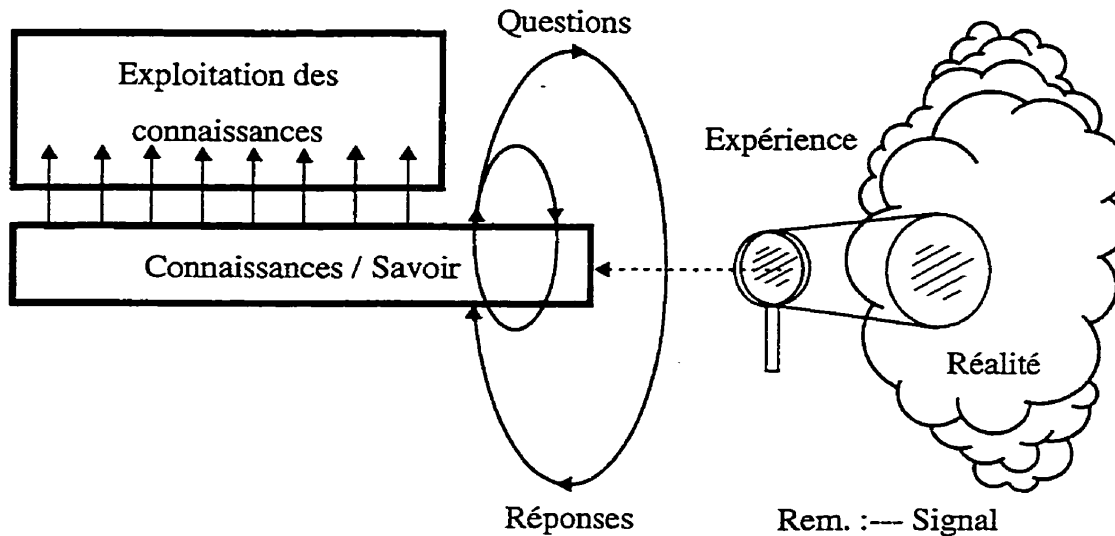 Questions
Exploitation des
connaissances
Expérience
Connaissances / Savoir
Réalité
Réponses
Rem. :--- Signal